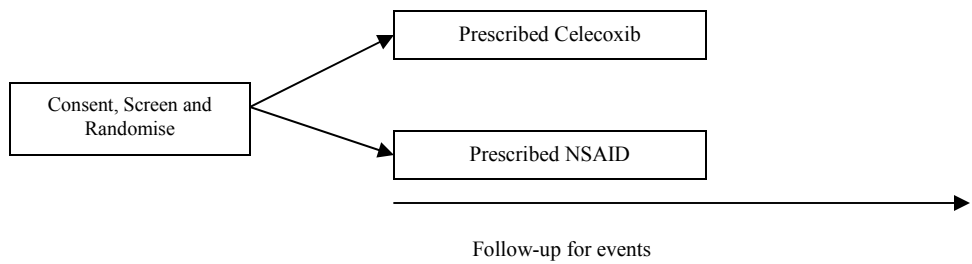 Prescribed Celecoxib
Consent, Screen and
Randomise
Prescribed NSAID
Follow-up for events